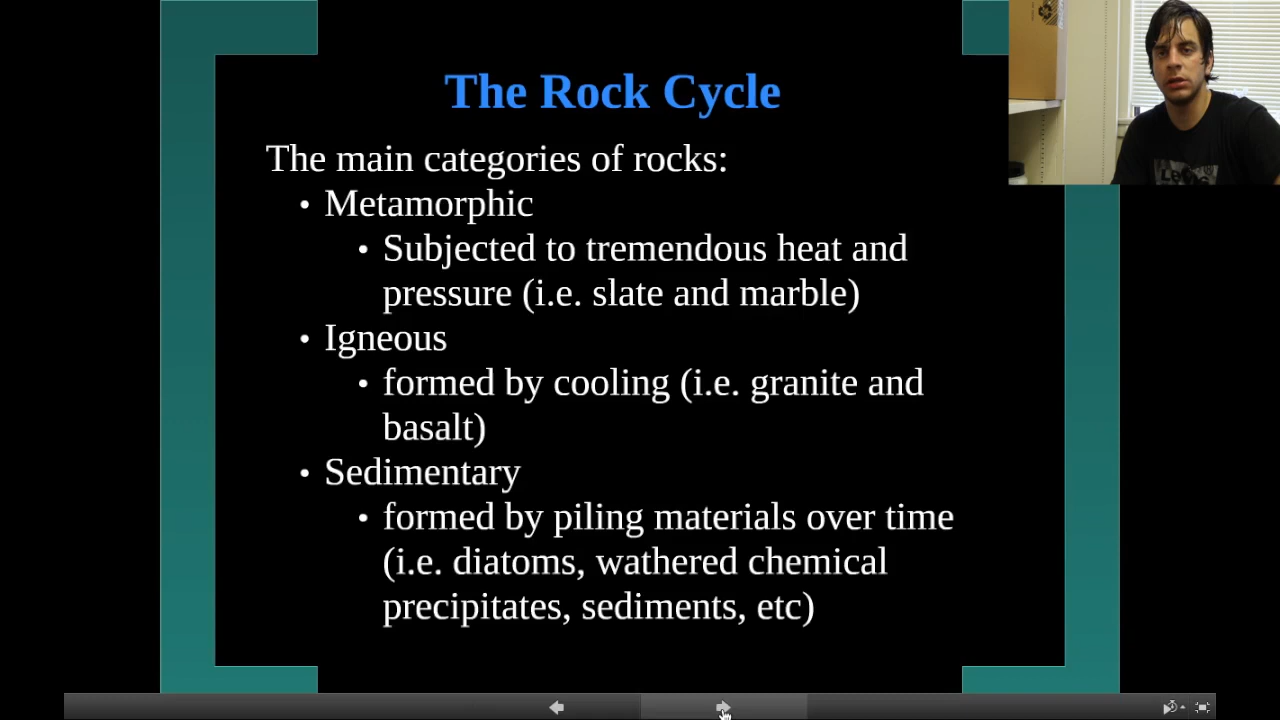 The Rock Cycle
The main categories of rocks:
• Metamorphic
• Subjected to tremendous heat and
pressure (i.e. slate and marble)
• Igneous
• formed by cooling (i.e. granite and
basalt)
• Sedimentary
• formed by piling materials over time
(i.e. diatoms, wathered chemical
precipitates, sediments, etc)